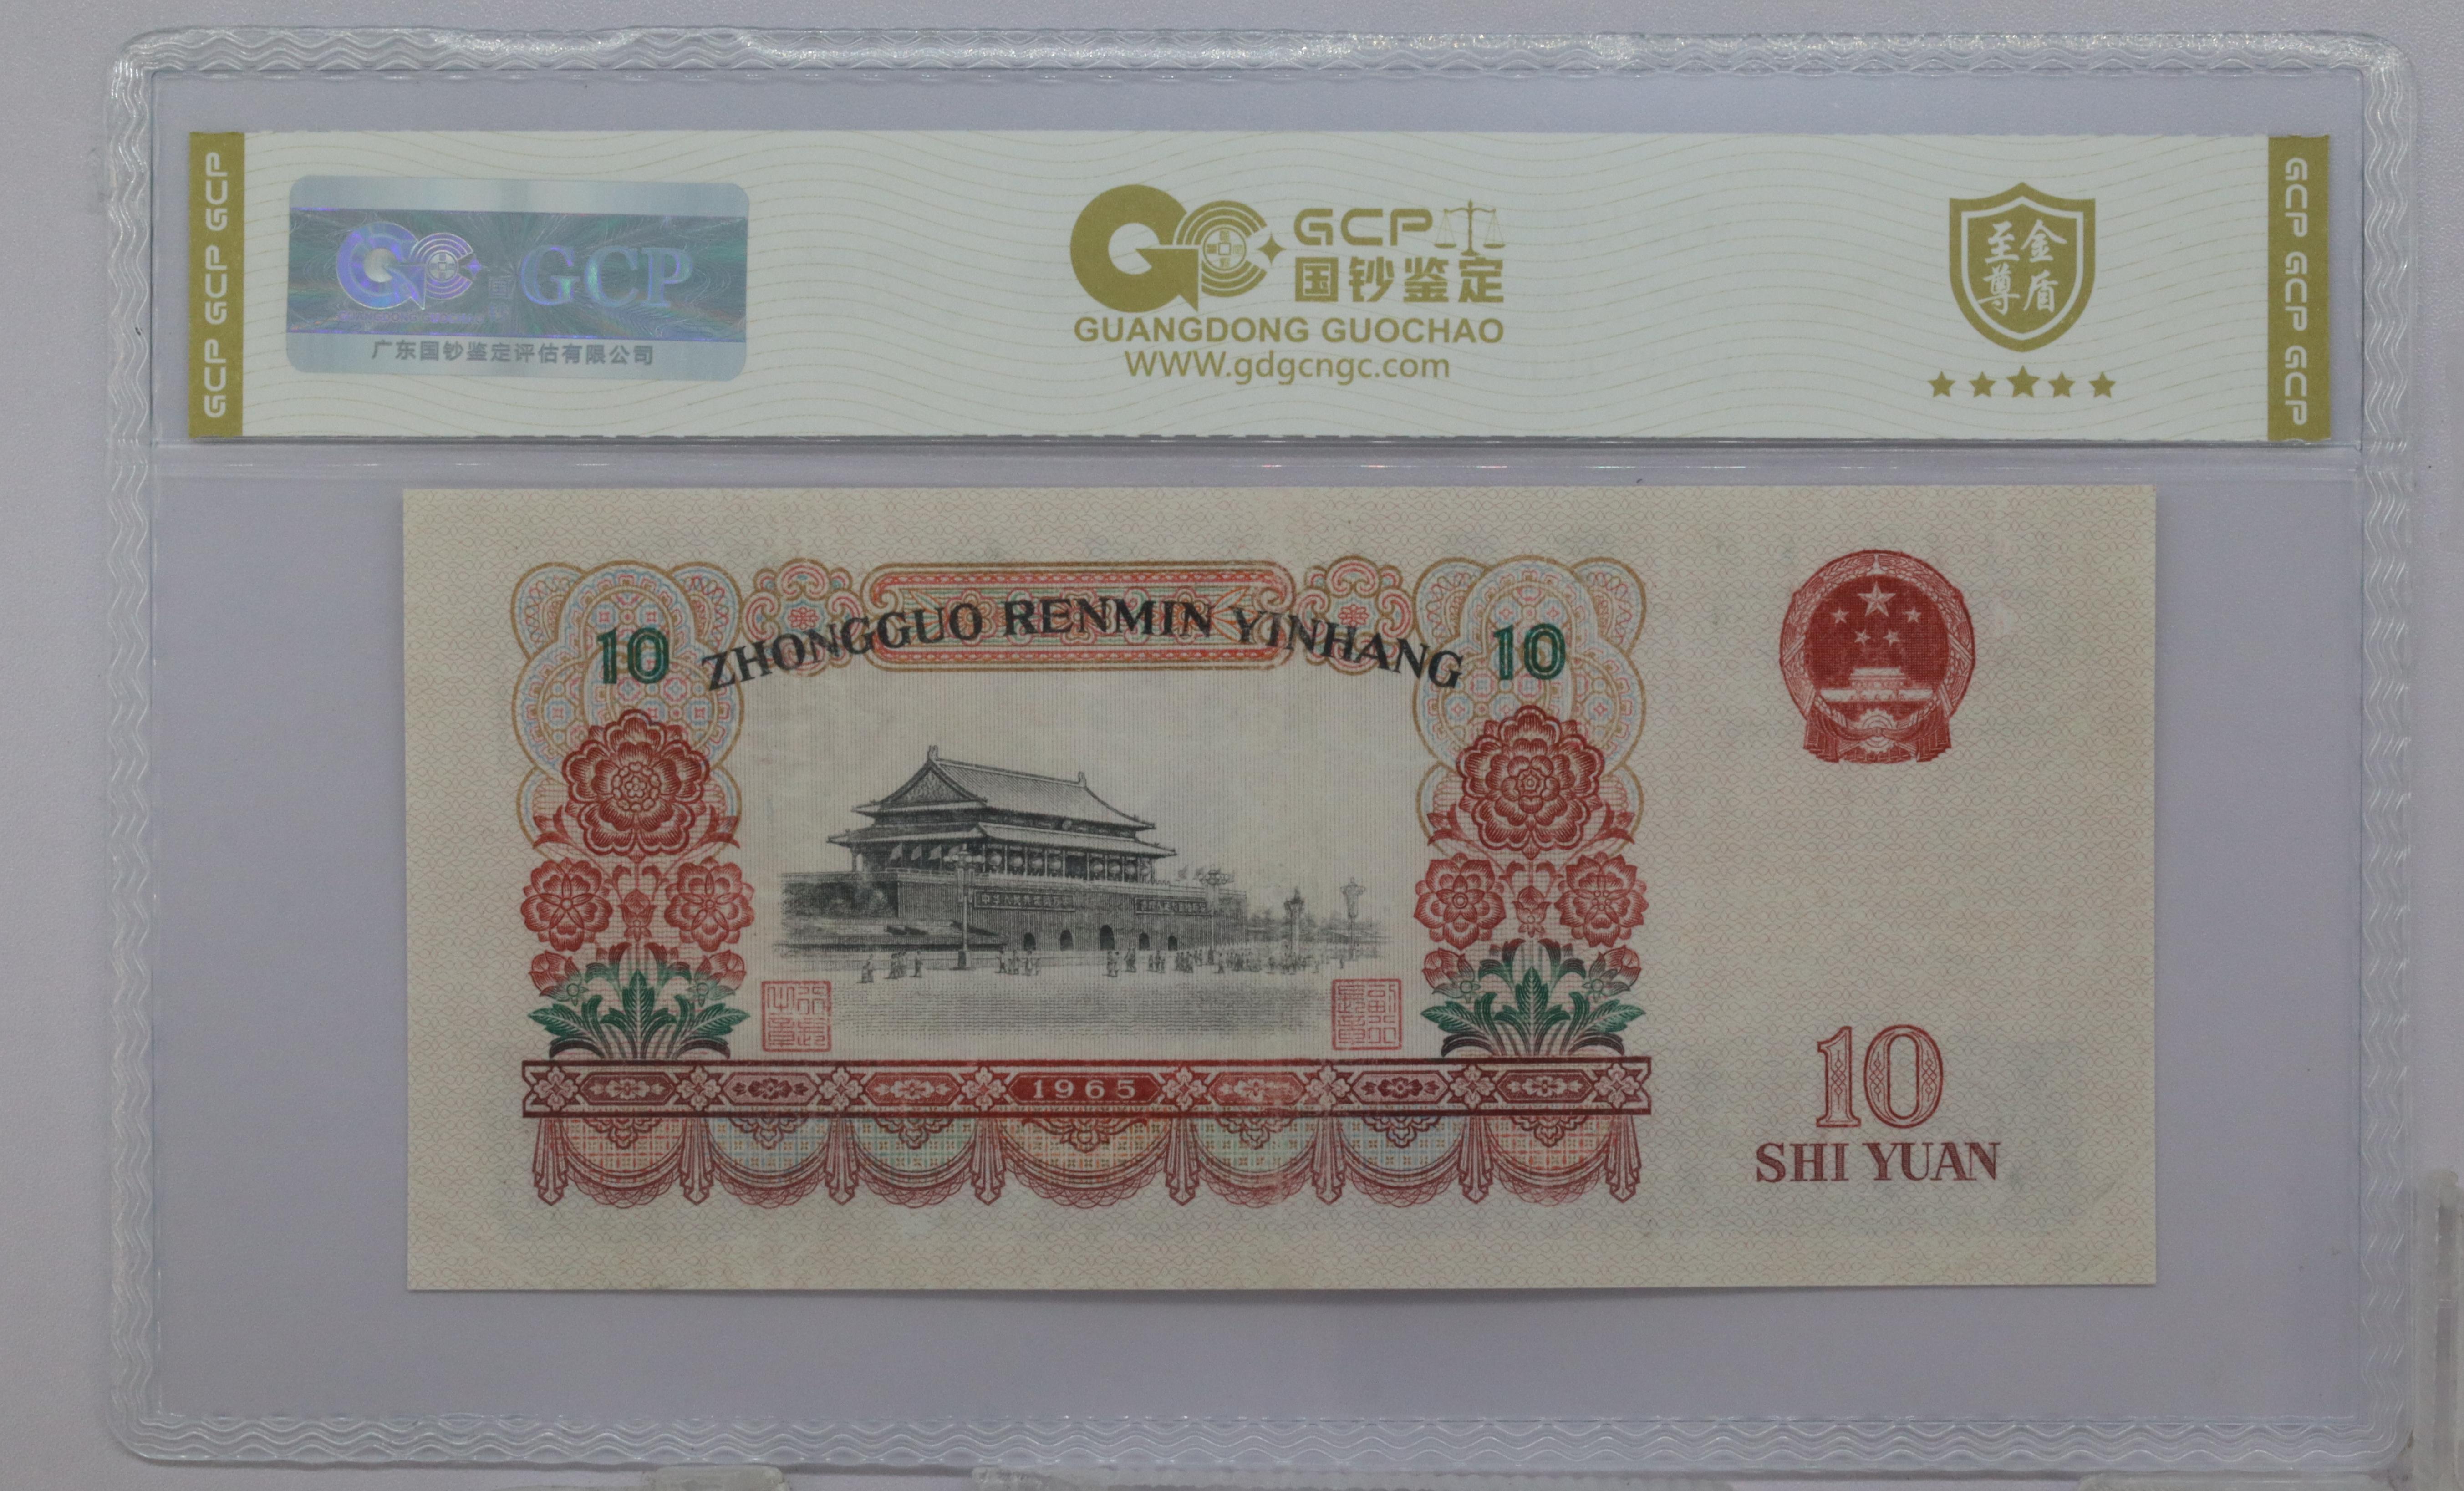 GCP GCP GCP
GCP
广东国钞鉴定评估有限公司
GCP
国钞鉴定
GUANGDONG GUOCHAO
WWW.gdgcngc.com
至尊金盾
GCP GCP GCP
ZHONGGUO RENMIN YINHANG
10
10
1965
10
SHI YUAN